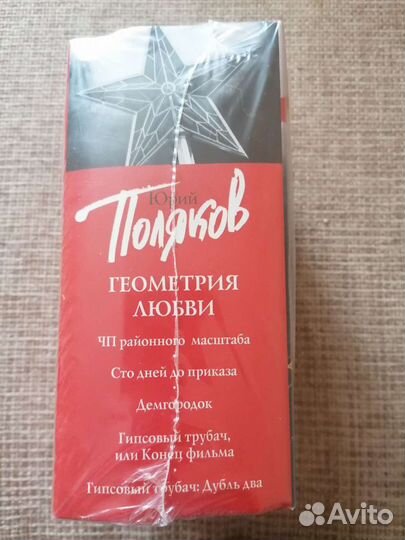 Юрий
Поляков
ГЕОМЕТРИЯ
ЛЮБВИ
ЧП районного масштаба
Сто дней до приказа
Демгородок
Гипсовый трубач,
или Конец фильма
Гипсовый трубач: Дубль два
Avito